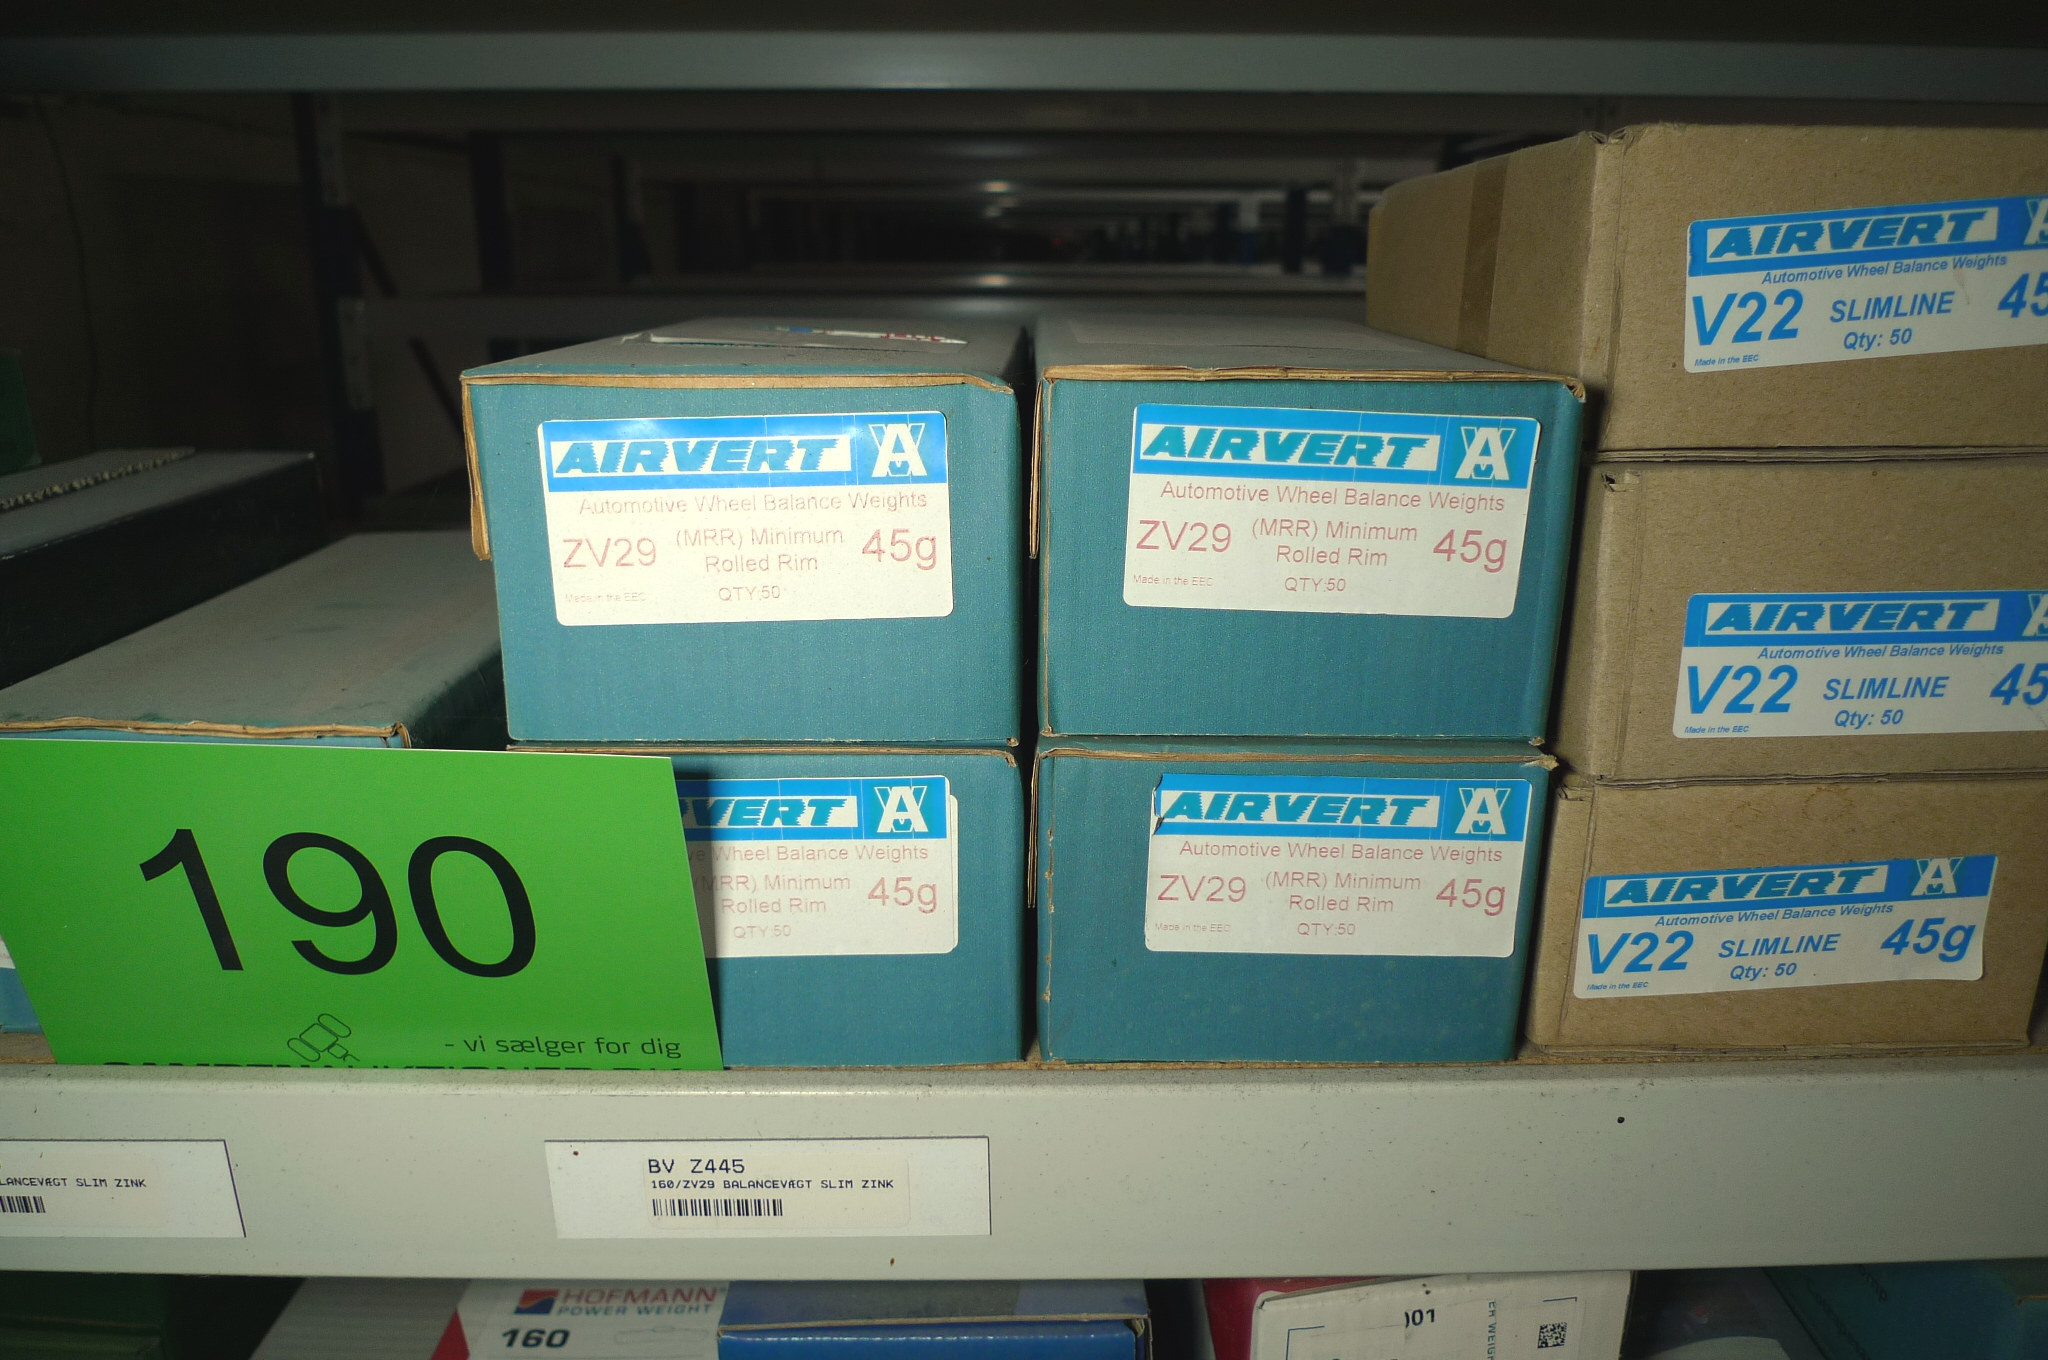 AIRVERT
Automotive Wheel Balance Weights
V22 SLIMLINE 45
Qty: 50
Made in the EEC
AIRVERT
Automotive Wheel Balance Weights
ZV29 (MRR) Minimum Rolled Rim 45g
Made in the EEC QTY:50
AIRVERT
Automotive Wheel Balance Weights
ZV29 (MRR) Minimum Rolled Rim 45g
Made in the EEC QTY:50
AIRVERT
Automotive Wheel Balance Weights
V22 SLIMLINE 45
Qty: 50
Made in the EEC
VERT
Wheel Balance Weights
(MRR) Minimum
Rolled Rim 45g
QTY:50
AIRVERT
Automotive Wheel Balance Weights
ZV29 (MRR) Minimum Rolled Rim 45g
Made in the EEC QTY:50
AIRVERT
Automotive Wheel Balance Weights
V22 SLIMLINE 45g
Qty: 50
Made in the EEC
190
- vi sælger for dig
LANCEVÆGT SLIM ZINK
BV Z445
160/ZV29 BALANCEVÆGT SLIM ZINK
HOFMANN
POWER WEIGHT
160
01